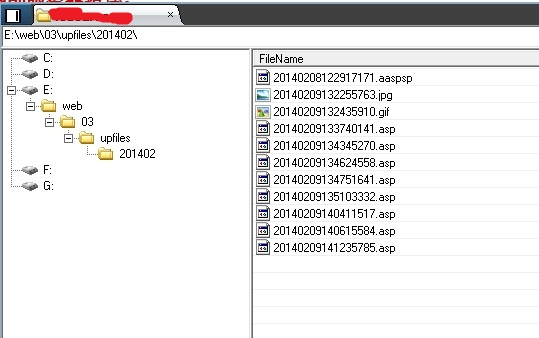 E:\web\03\upfiles\201402\
C:
D:
E:
web
03
upfiles
201402
F:
G:
FileName
20140208122917171.aaspsp
20140209132255763.jpg
20140209132435910.gif
20140209133740141.asp
20140209134345270.asp
20140209134624558.asp
20140209134751641.asp
20140209135103332.asp
20140209140411517.asp
20140209140615584.asp
20140209141235785.asp